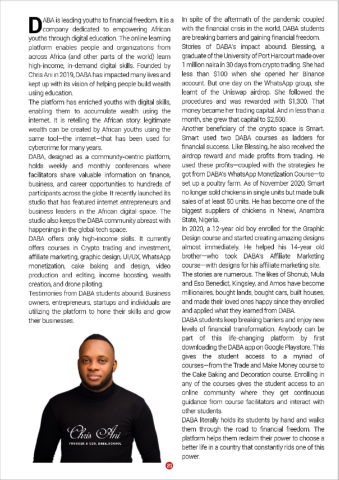 DABA is leading youths to financial freedom. It is a
company dedicated to empowering African
youths through digital education. The online learning
platform enables people and organizations from
across Africa (and other parts of the world) learn
high-income, in-demand digital skills. Founded by
Chris Ani in 2019, DABA has impacted many lives and
kept up with its vision of helping people build wealth
using education.
The platform has enriched youths with digital skills,
enabling them to accumulate wealth using the
internet. It is retelling the African story, legitimate
wealth can be created by African youths using the
same tool—the internet—that has been used for
cybercrime for many years.
DABA, designed as a community-centric platform,
holds weekly and monthly conferences where
facilitators share valuable information on finance,
business, and career opportunities to hundreds of
participants across the globe. It recently launched its
studio that has featured internet entrepreneurs and
business leaders in the African digital space. The
studio also keeps the DABA community abreast with
happenings in the global tech space.
DABA offers only high-income skills. It currently
offers courses in Crypto trading and investment,
affiliate marketing, graphic design, UI/UX, WhatsApp
monetization, cake baking and design, video
production and editing, income boosting, wealth
creation, and drone piloting.
Testimonies from DABA students abound. Business
owners, entrepreneurs, startups and individuals are
utilizing the platform to hone their skills and grow
their businesses.
Chris Ani
FOUNDER & CEO, DABA.SCHOOL
In spite of the aftermath of the pandemic coupled
with the financial crisis in the world, DABA students
are breaking barriers and gaining financial freedom.
Stories of DABA's impact abound. Blessing, a
graduate of the University of Port Harcourt made over
1 million naira in 30 days from crypto trading. She had
less than $100 when she opened her Binance
account. But one day on the WhatsApp group, she
learnt of the Uniswap airdrop. She followed the
procedures and was rewarded with $1,300. That
money became her trading capital. And in less than a
month, she grew that capital to $2,500.
Another beneficiary of the crypto space is Smart.
Smart used two DABA courses as ladders for
financial success. Like Blessing, he also received the
airdrop reward and made profits from trading. He
used these profits—coupled with the strategies he
got from DABA's WhatsApp Monetization Course—to
set up a poultry farm. As of November 2020, Smart
no longer sold chickens in single units but made bulk
sales of at least 50 units. He has become one of the
biggest suppliers of chickens in Nnewi, Anambra
State, Nigeria.
In 2020, a 12-year old boy enrolled for the Graphic
Design course and started creating amazing designs
almost immediately. He helped his 14-year old
brother—who took DABA's Affiliate Marketing
course—with designs for his affiliate marketing site.
The stories are numerous. The likes of Shonub, Mula
and Eso Benedict, Kingsley, and Amos have become
millionaires, bought lands, bought cars, built houses,
and made their loved ones happy since they enrolled
and applied what they learned from DABA.
DABA students keep breaking barriers and enjoy new
levels of financial transformation. Anybody can be
part of this life-changing platform by first
downloading the DABA app on Google Playstore. This
gives the student access to a myriad of
courses—from the Trade and Make Money course to
the Cake Baking and Decoration course. Enrolling in
any of the courses gives the student access to an
online community where they get continuous
guidance from course facilitators and interact with
other students.
DABA literally holds its students by hand and walks
them through the road to financial freedom. The
platform helps them reclaim their power to choose a
better life in a country that constantly rids one of this
power.